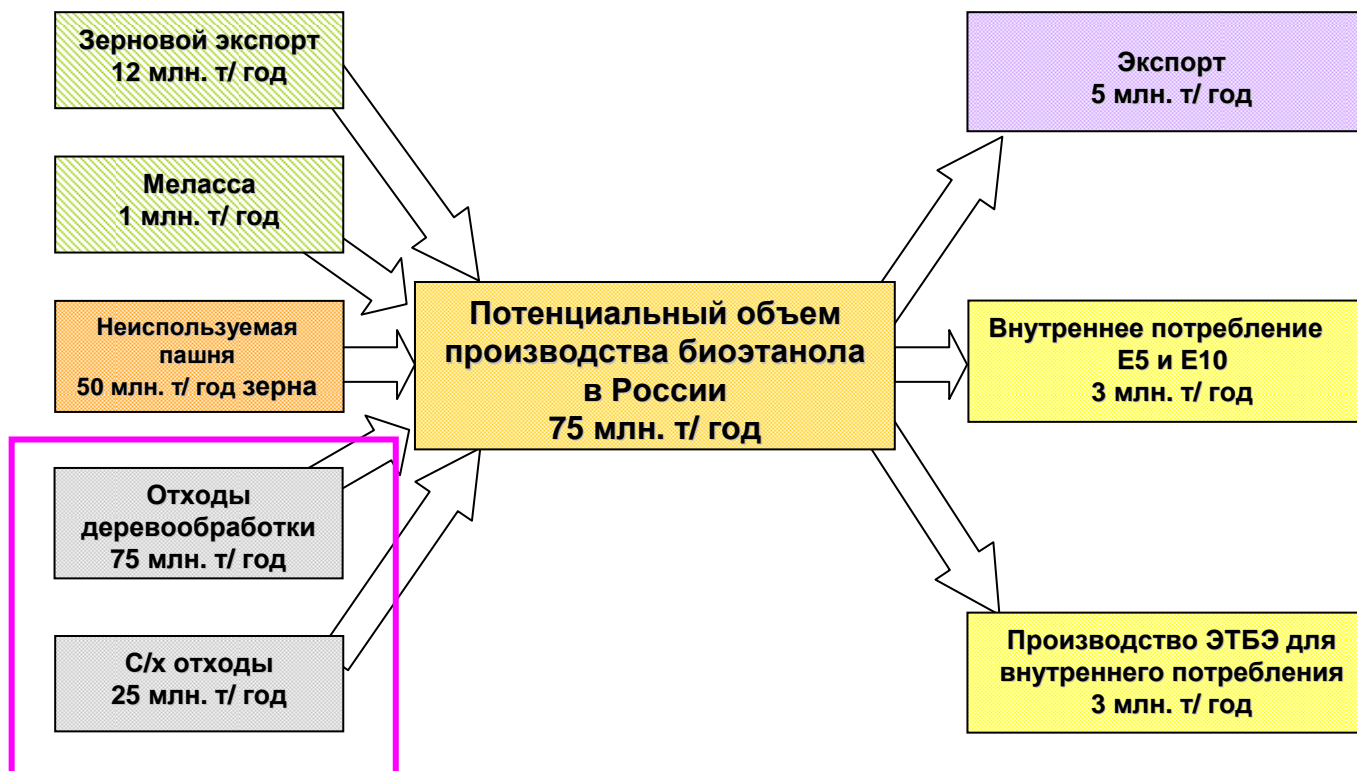 Зерновой экспорт
12 млн. т/ год
Меласса
1 млн. т/ год
Неиспользуемая
пашня
50 млн. т/ год зерна
Отходы
деревообработки
75 млн. т/ год
С/х отходы
25 млн. т/ год
Потенциальный объем
производства биоэтанола
в России
75 млн. т/ год
Экспорт
5 млн. т/ год
Внутреннее потребление
Е5 и Е10
3 млн. т/ год
Производство ЭТБЭ для
внутреннего потребления
3 млн. т/ год